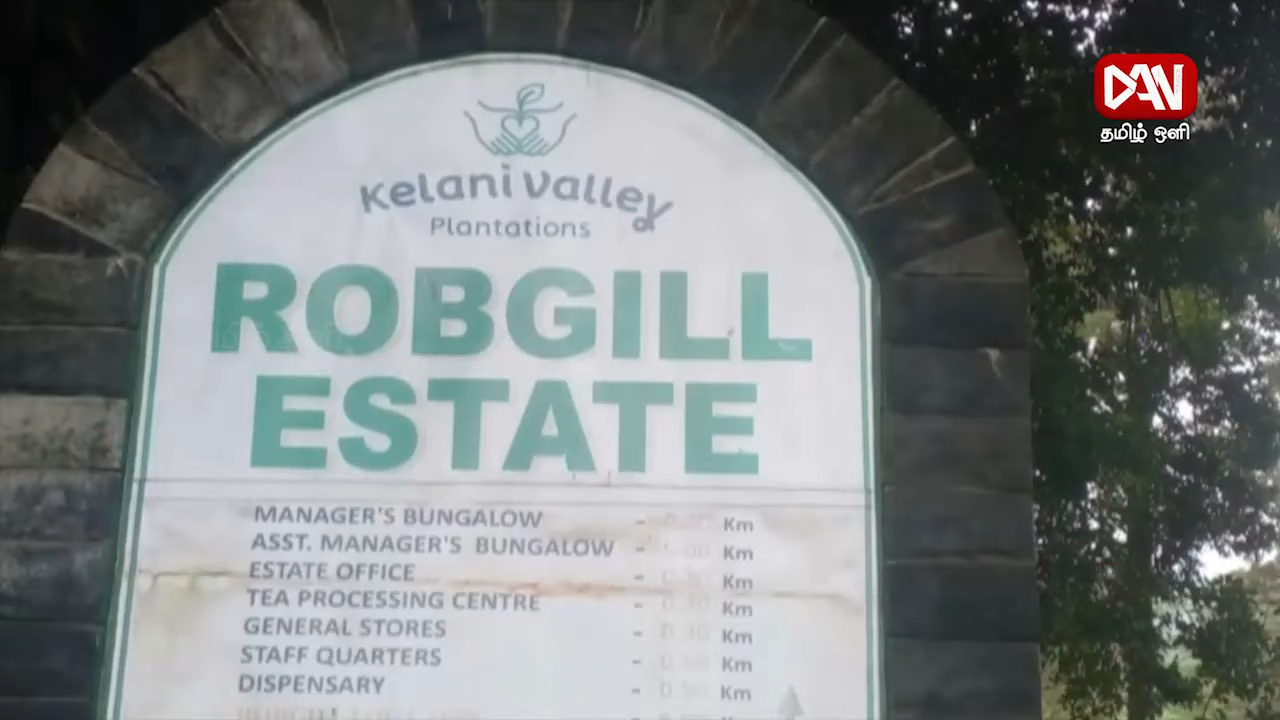 DAN
தமிழ் ஒளி
Kelani Valley
Plantations
ROBGILL
ESTATE
MANAGER'S BUNGALOW - Km
ASST. MANAGER'S BUNGALOW - Km
ESTATE OFFICE - Km
TEA PROCESSING CENTRE - Km
GENERAL STORES - Km
STAFF QUARTERS - Km
DISPENSARY - Km